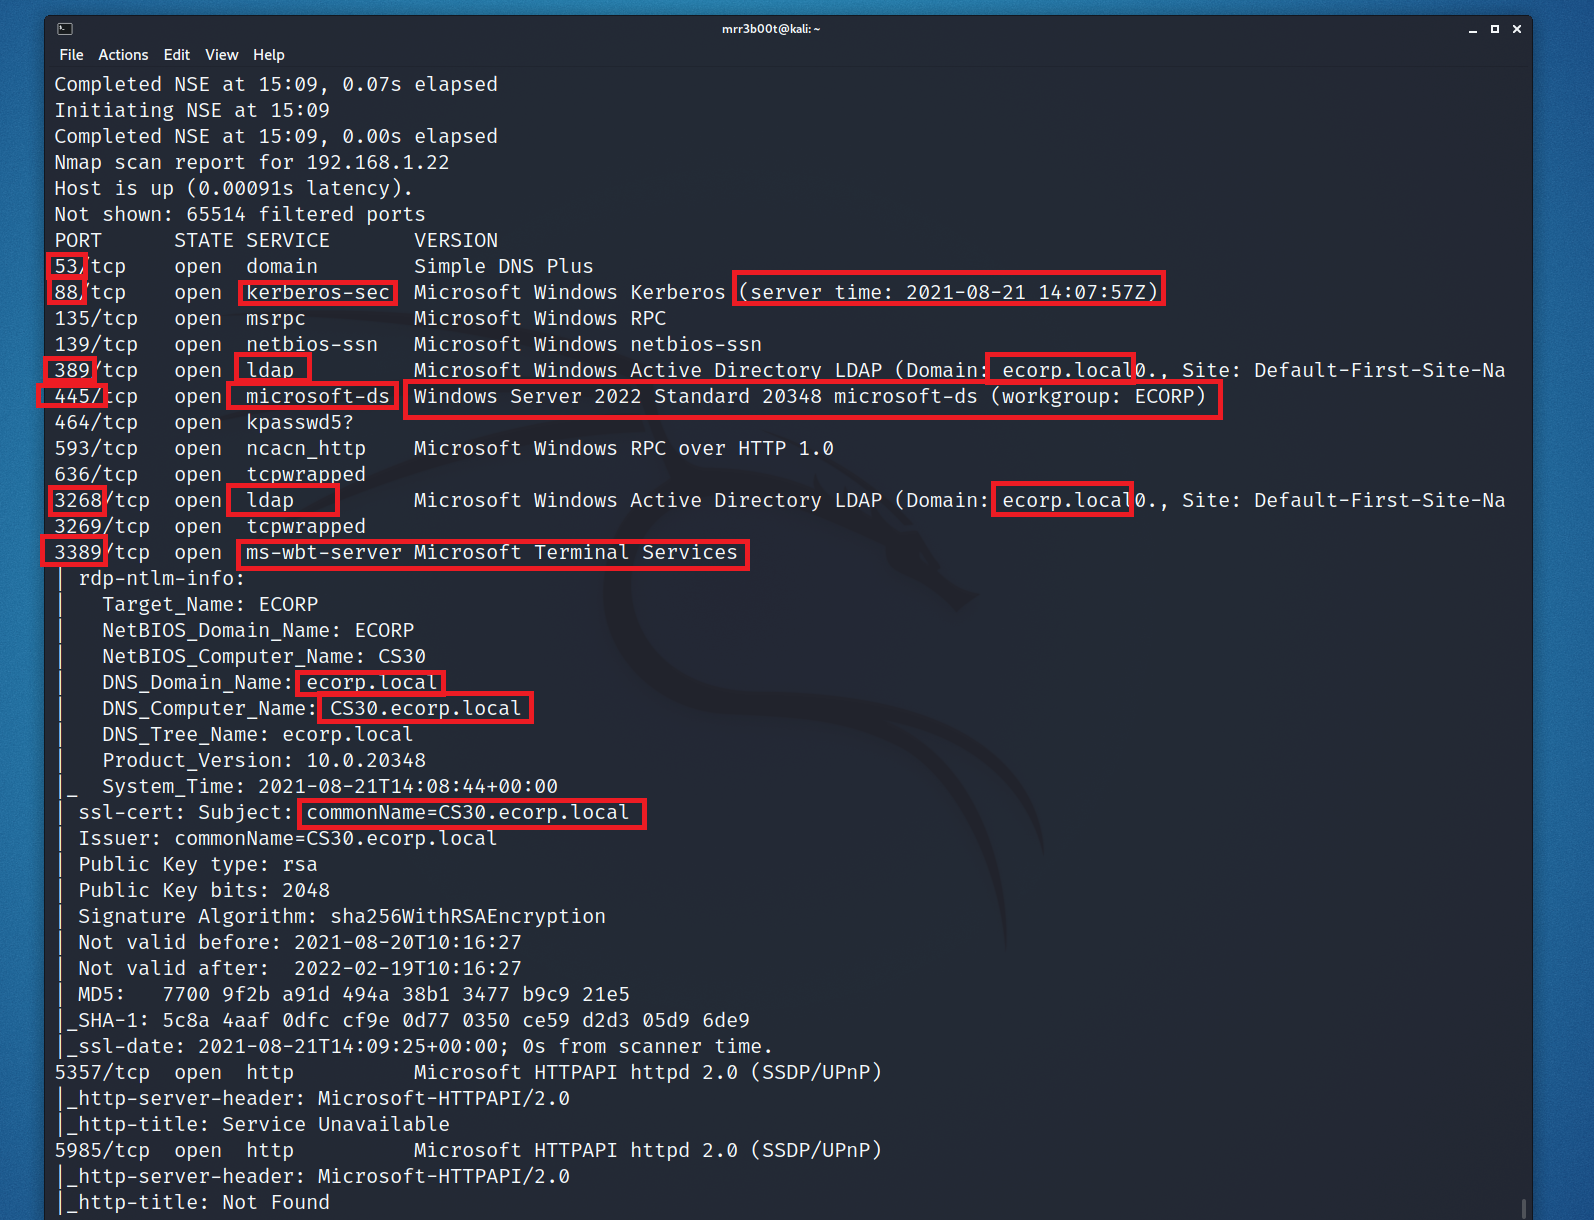 mrr3b00t@kali: ~
File Actions Edit View Help
Completed NSE at 15:09, 0.07s elapsed
Initiating NSE at 15:09
Completed NSE at 15:09, 0.00s elapsed
Nmap scan report for 192.168.1.22
Host is up (0.00091s latency).
Not shown: 65514 filtered ports
PORT      STATE SERVICE       VERSION
53/tcp    open  domain        Simple DNS Plus
88/tcp    open  kerberos-sec  Microsoft Windows Kerberos (server time: 2021-08-21 14:07:57Z)
135/tcp   open  msrpc         Microsoft Windows RPC
139/tcp   open  netbios-ssn   Microsoft Windows netbios-ssn
389/tcp   open  ldap          Microsoft Windows Active Directory LDAP (Domain: ecorp.local0., Site: Default-First-Site-Na
445/tcp   open  microsoft-ds  Windows Server 2022 Standard 20348 microsoft-ds (workgroup: ECORP)
464/tcp   open  kpasswd5?
593/tcp   open  ncacn_http    Microsoft Windows RPC over HTTP 1.0
636/tcp   open  tcpwrapped
3268/tcp  open  ldap          Microsoft Windows Active Directory LDAP (Domain: ecorp.local0., Site: Default-First-Site-Na
3269/tcp  open  tcpwrapped
3389/tcp  open  ms-wbt-server Microsoft Terminal Services
| rdp-ntlm-info:
|   Target_Name: ECORP
|   NetBIOS_Domain_Name: ECORP
|   NetBIOS_Computer_Name: CS30
|   DNS_Domain_Name: ecorp.local
|   DNS_Computer_Name: CS30.ecorp.local
|   DNS_Tree_Name: ecorp.local
|   Product_Version: 10.0.20348
|_  System_Time: 2021-08-21T14:08:44+00:00
| ssl-cert: Subject: commonName=CS30.ecorp.local
| Issuer: commonName=CS30.ecorp.local
| Public Key type: rsa
| Public Key bits: 2048
| Signature Algorithm: sha256WithRSAEncryption
| Not valid before: 2021-08-20T10:16:27
| Not valid after:  2022-02-19T10:16:27
| MD5:   7700 9f2b a91d 494a 38b1 3477 b9c9 21e5
|_SHA-1: 5c8a 4aaf 0dfc cf9e 0d77 0350 ce59 d2d3 05d9 6de9
|_ssl-date: 2021-08-21T14:09:25+00:00; 0s from scanner time.
5357/tcp  open  http          Microsoft HTTPAPI httpd 2.0 (SSDP/UPnP)
|_http-server-header: Microsoft-HTTPAPI/2.0
|_http-title: Service Unavailable
5985/tcp  open  http          Microsoft HTTPAPI httpd 2.0 (SSDP/UPnP)
|_http-server-header: Microsoft-HTTPAPI/2.0
|_http-title: Not Found